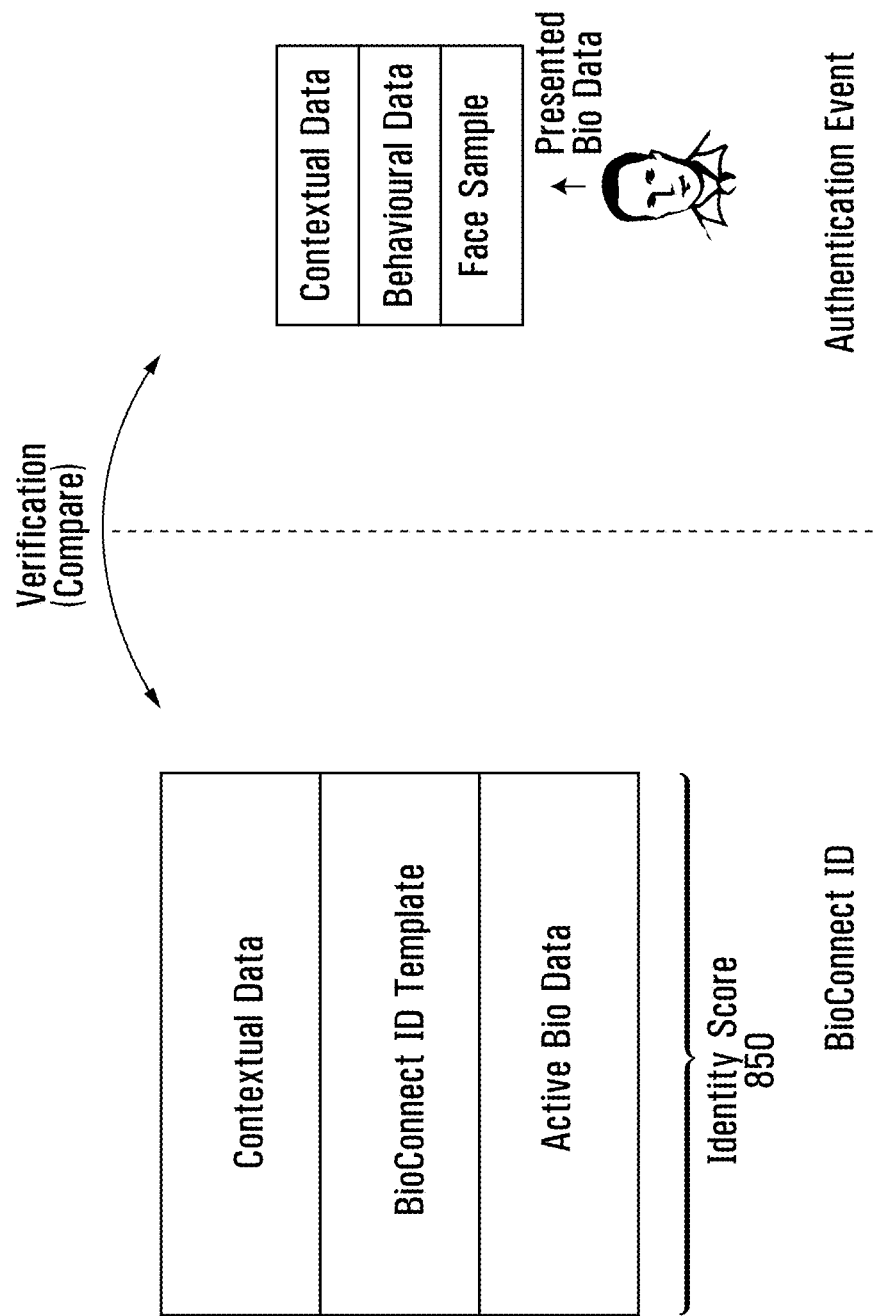 Verification
(Compare)
Contextual Data
BioConnect ID Template
Active Bio Data
Identity Score
850
BioConnect ID
Contextual Data
Behavioural Data
Face Sample
Presented
Bio Data
Authentication Event